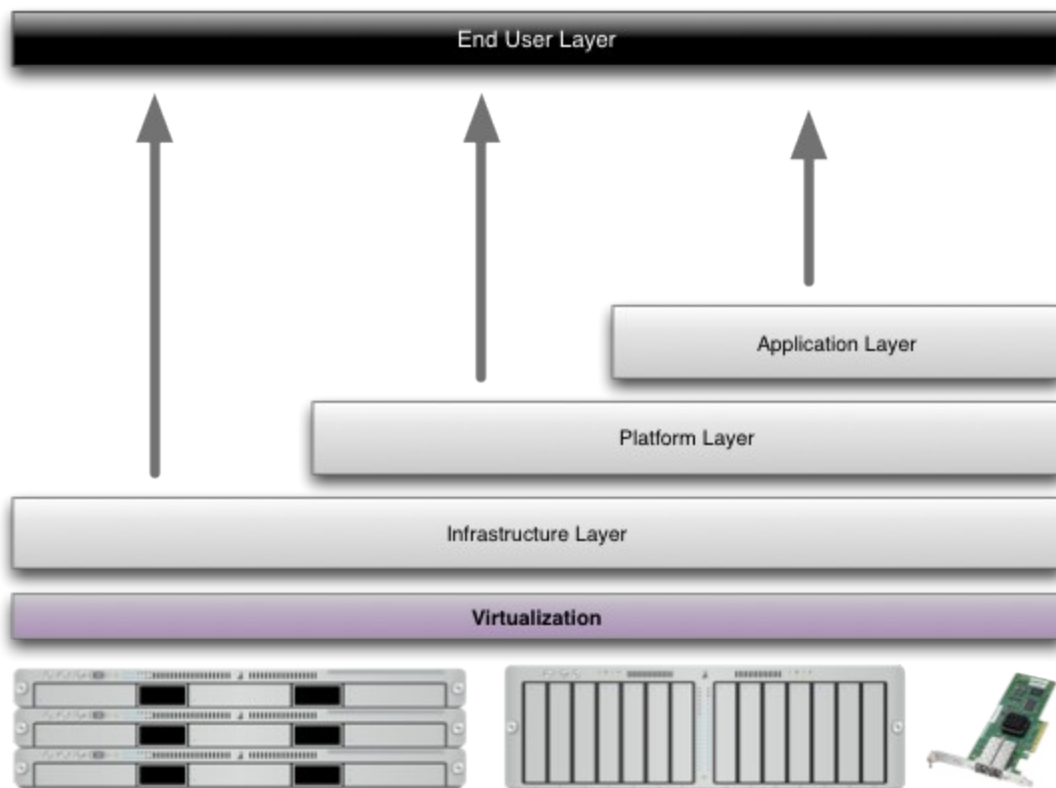 End User Layer
Application Layer
Platform Layer
Infrastructure Layer
Virtualization